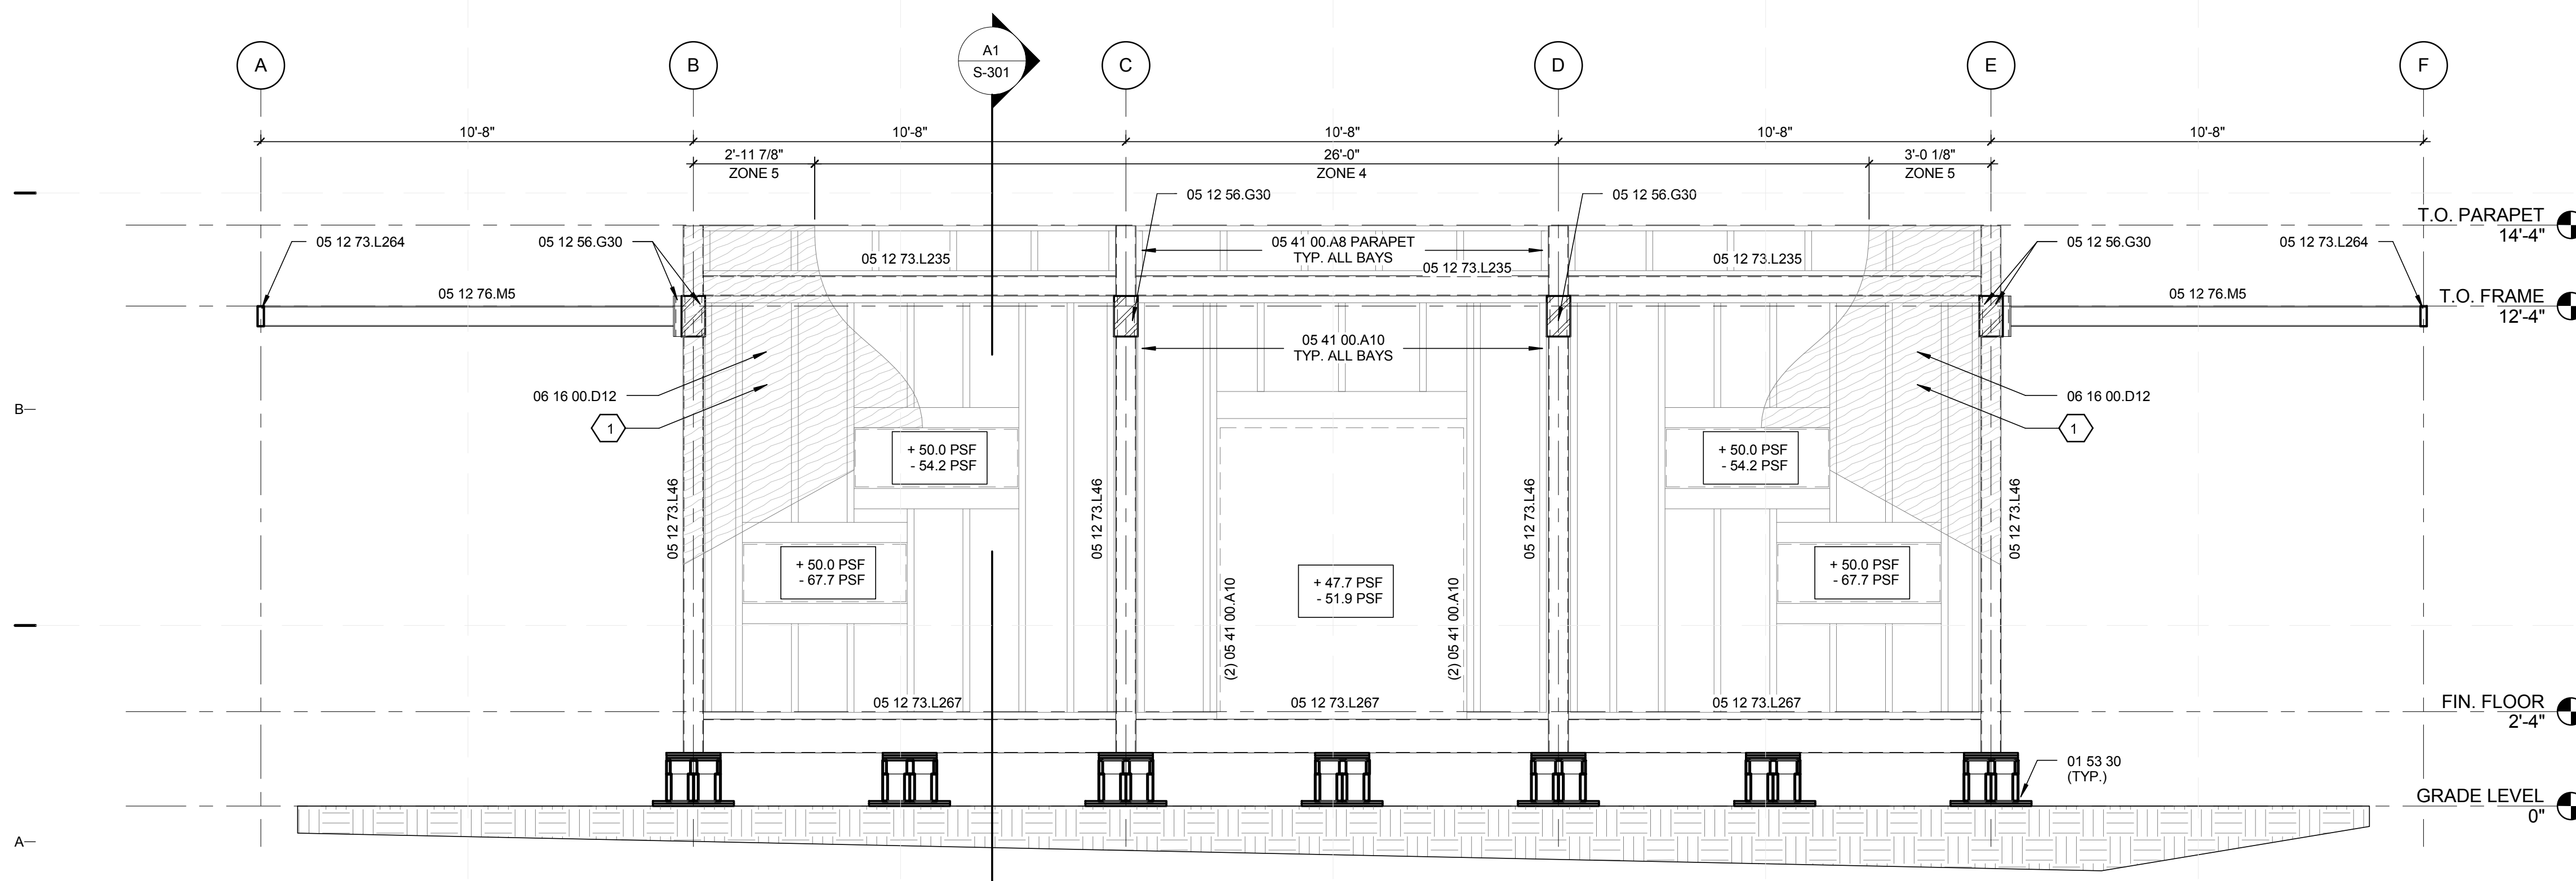 A
B
A1
S-301
C
D
E
F
10'-8"
10'-8"
10'-8"
10'-8"
10'-8"
2'-11 7/8"
ZONE 5
26'-0"
ZONE 4
3'-0 1/8"
ZONE 5
05 12 56.G30
05 12 56.G30
T.O. PARAPET
14'-4"
05 12 73.L264
05 12 56.G30
05 41 00.A8 PARAPET
TYP. ALL BAYS
05 12 56.G30
05 12 73.L264
05 12 73.L235
05 12 73.L235
05 12 73.L235
05 12 76.M5
05 12 76.M5
T.O. FRAME
12'-4"
05 41 00.A10
TYP. ALL BAYS
06 16 00.D12
06 16 00.D12
B
1
1
+ 50.0 PSF
- 54.2 PSF
+ 50.0 PSF
- 54.2 PSF
05 12 73.L46
05 12 73.L46
05 12 73.L46
05 12 73.L46
+ 50.0 PSF
- 67.7 PSF
+ 47.7 PSF
- 51.9 PSF
+ 50.0 PSF
- 67.7 PSF
(2) 05 41 00.A10
(2) 05 41 00.A10
05 12 73.L267
05 12 73.L267
05 12 73.L267
FIN. FLOOR
2'-4"
01 53 30
(TYP.)
GRADE LEVEL
0"
A